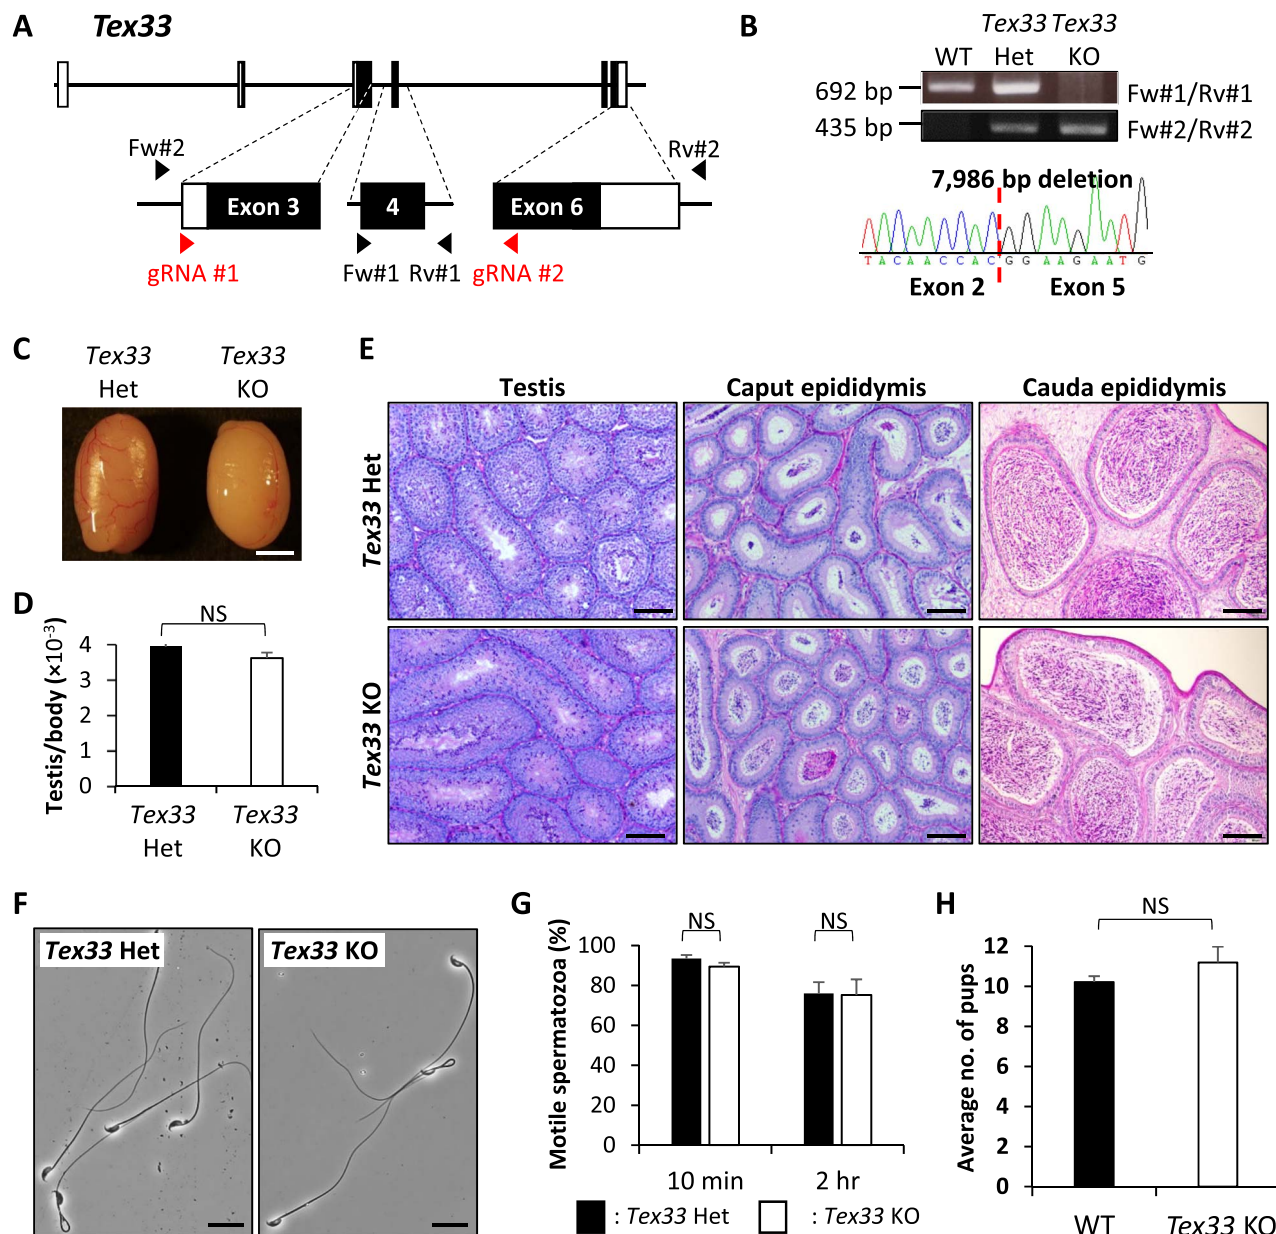 A
Tex33
Fw#2
Rv#2
Exon 3
4
Exon 6
gRNA #1
Fw#1
Rv#1
gRNA #2
B
Tex33 Tex33
WT Het KO
692 bp
Fw#1/Rv#1
435 bp
Fw#2/Rv#2
7,986 bp deletion
T A C A A C C A C G G A A G A A T G
Exon 2
Exon 5
C
Tex33 Het
Tex33 KO
D
NS
Testis/body (×10-3)
4
3
2
1
0
Tex33 Het
Tex33 KO
E
Testis
Caput epididymis
Cauda epididymis
Tex33 Het
Tex33 KO
F
Tex33 Het
Tex33 KO
G
NS
NS
Motile spermatozoa (%)
100
80
60
40
20
0
10 min
2 hr
: Tex33 Het
: Tex33 KO
H
NS
Average no. of pups
12
10
8
6
4
2
0
WT
Tex33 KO